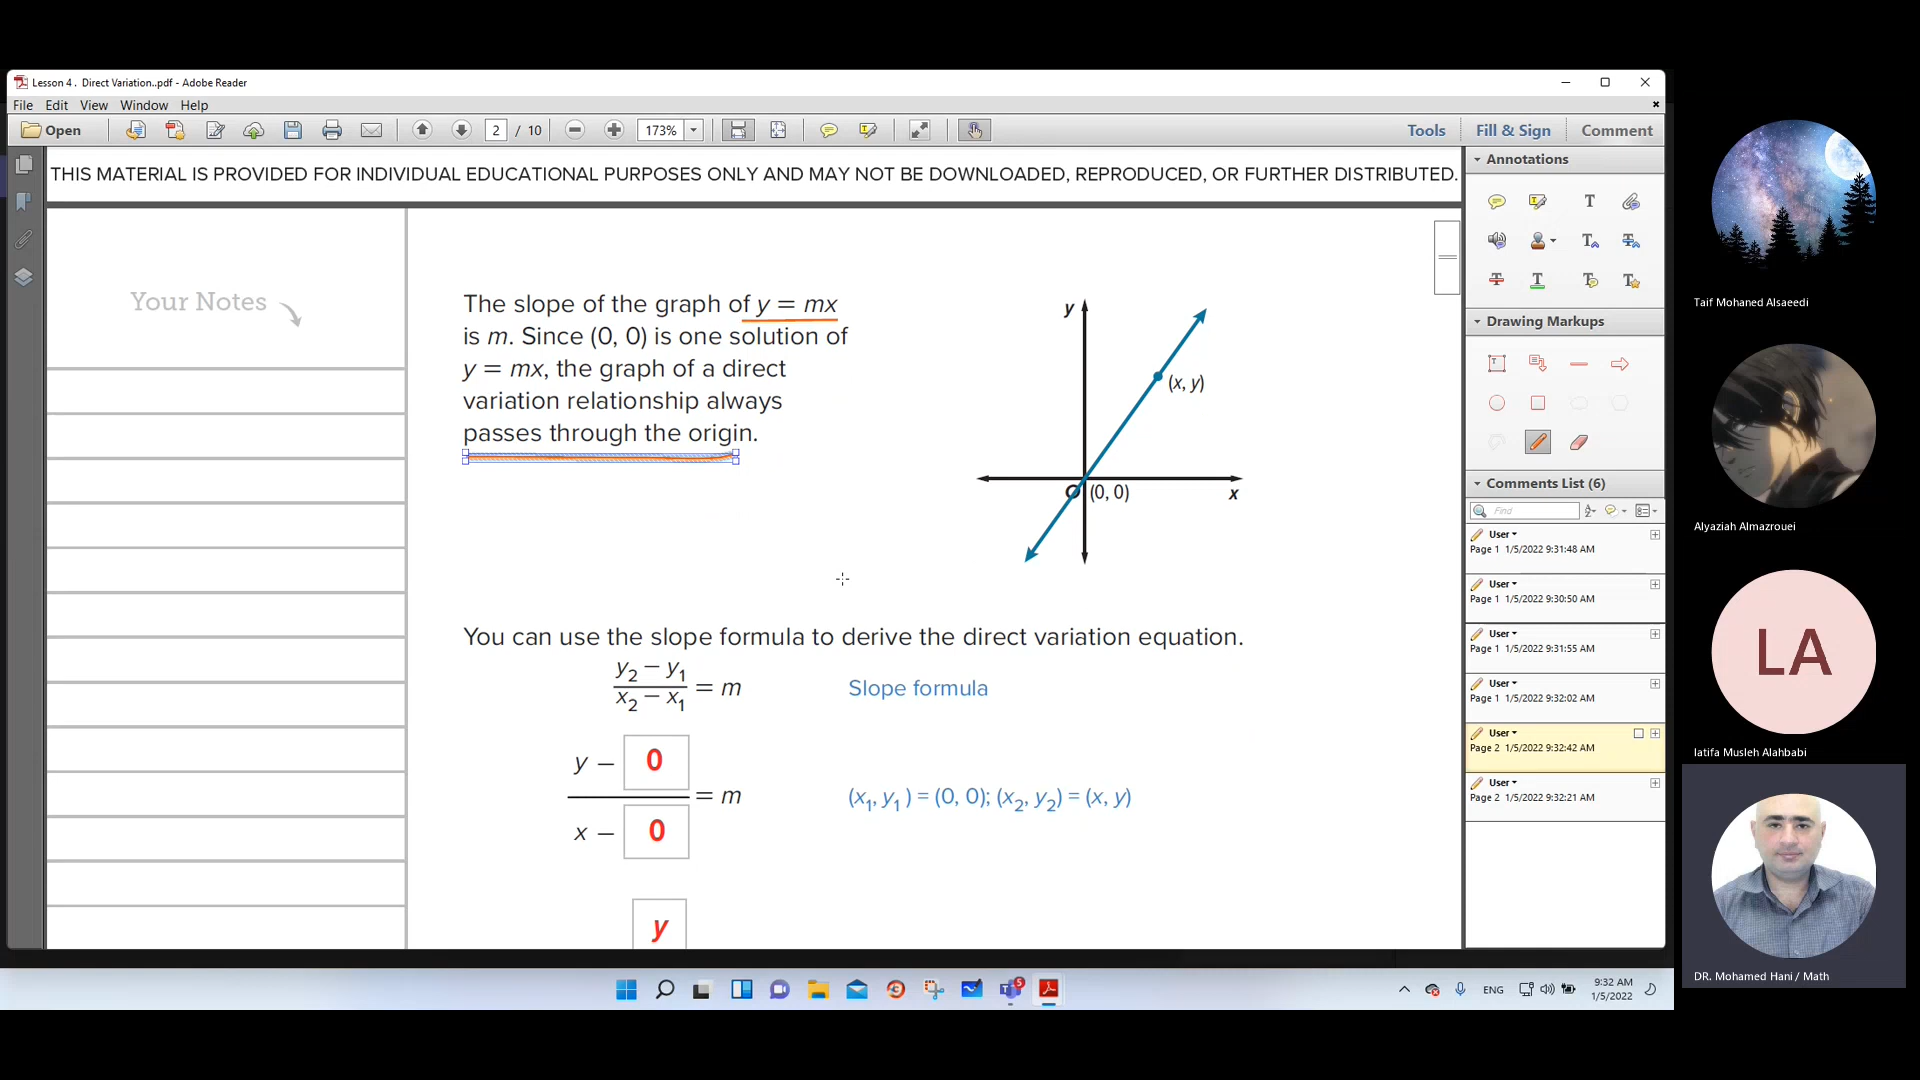 Lesson 4 . Direct Variation..pdf - Adobe Reader
File Edit View Window Help
Open 2 / 10 173% Tools Fill & Sign Comment
THIS MATERIAL IS PROVIDED FOR INDIVIDUAL EDUCATIONAL PURPOSES ONLY AND MAY NOT BE DOWNLOADED, REPRODUCED, OR FURTHER DISTRIBUTED.
Your Notes
The slope of the graph of y = mx
is m. Since (0, 0) is one solution of
y = mx, the graph of a direct
variation relationship always
passes through the origin.
y
(x, y)
O (0, 0)
x
You can use the slope formula to derive the direct variation equation.
y₂ − y₁
x₂ − x₁ = m Slope formula
y − 0
= m (x₁, y₁ ) = (0, 0); (x₂, y₂) = (x, y)
x − 0
y
Annotations
Drawing Markups
Comments List (6)
Find
User
Page 1 1/5/2022 9:31:48 AM
User
Page 1 1/5/2022 9:30:50 AM
User
Page 1 1/5/2022 9:31:55 AM
User
Page 1 1/5/2022 9:32:02 AM
User
Page 2 1/5/2022 9:32:42 AM
User
Page 2 1/5/2022 9:32:21 AM
Taif Mohaned Alsaeedi
Alyaziah Almazrouei
LA
latifa Musleh Alahbabi
DR. Mohamed Hani / Math
5
ENG
9:32 AM
1/5/2022